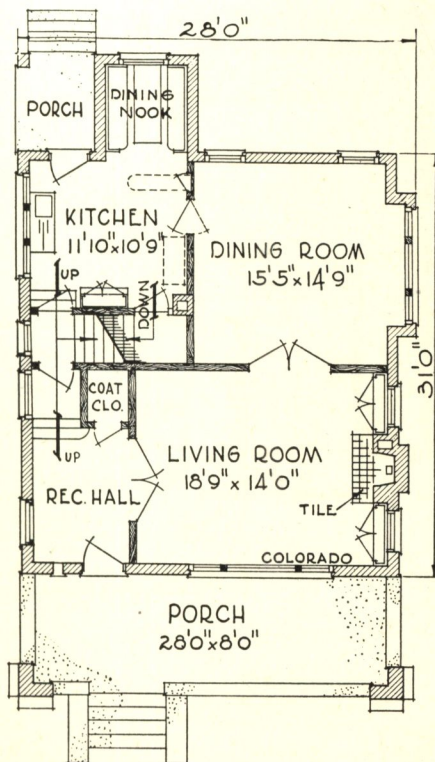 28'0"
PORCH
DINING
NOOK
KITCHEN
11'10"x10'9"
DINING ROOM
15'5"x14'9"
UP
DOWN
31'0"
COAT
CLO.
UP
LIVING ROOM
18'9"x14'0"
REC. HALL
TILE
COLORADO
PORCH
28'0"x8'0"